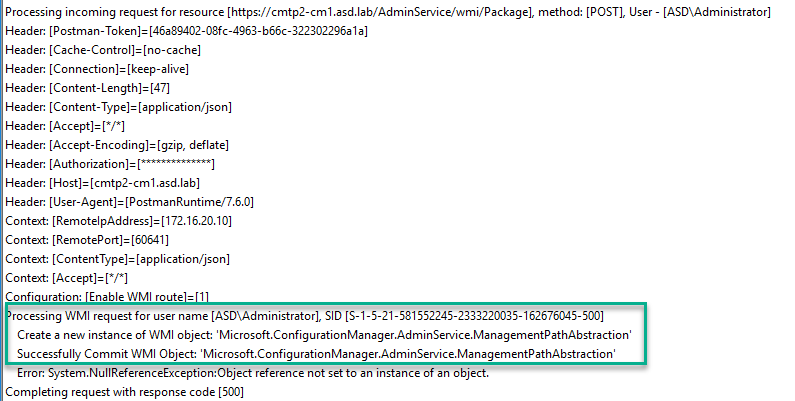 Processing incoming request for resource [https://cmtp2-cm1.asd.lab/AdminService/wmi/Package], method: [POST], User - [ASD\Administrator]
Header: [Postman-Token]=[46a89402-08fc-4963-b66c-322302296a1a]
Header: [Cache-Control]=[no-cache]
Header: [Connection]=[keep-alive]
Header: [Content-Length]=[47]
Header: [Content-Type]=[application/json]
Header: [Accept]=[*/*]
Header: [Accept-Encoding]=[gzip, deflate]
Header: [Authorization]=[**************]
Header: [Host]=[cmtp2-cm1.asd.lab]
Header: [User-Agent]=[PostmanRuntime/7.6.0]
Context: [RemoteIpAddress]=[172.16.20.10]
Context: [RemotePort]=[60641]
Context: [ContentType]=[application/json]
Context: [Accept]=[*/*]
Configuration: [Enable WMI route]=[1]
Processing WMI request for user name [ASD\Administrator], SID [S-1-5-21-581552245-2333220035-162676045-500]
Create a new instance of WMI object: 'Microsoft.ConfigurationManager.AdminService.ManagementPathAbstraction'
Successfully Commit WMI Object: 'Microsoft.ConfigurationManager.AdminService.ManagementPathAbstraction'
Error: System.NullReferenceException:Object reference not set to an instance of an object.
Completing request with response code [500]